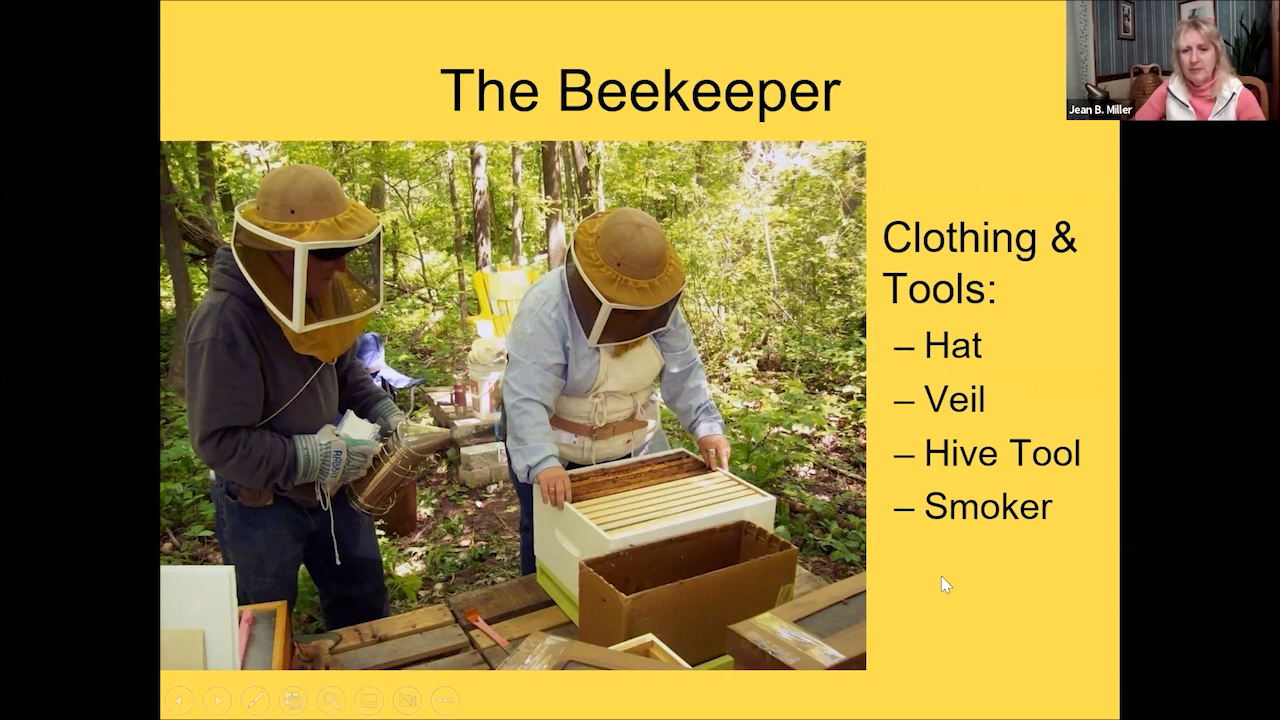 The Beekeeper
Jean B. Miller
Clothing &
Tools:
– Hat
– Veil
– Hive Tool
– Smoker